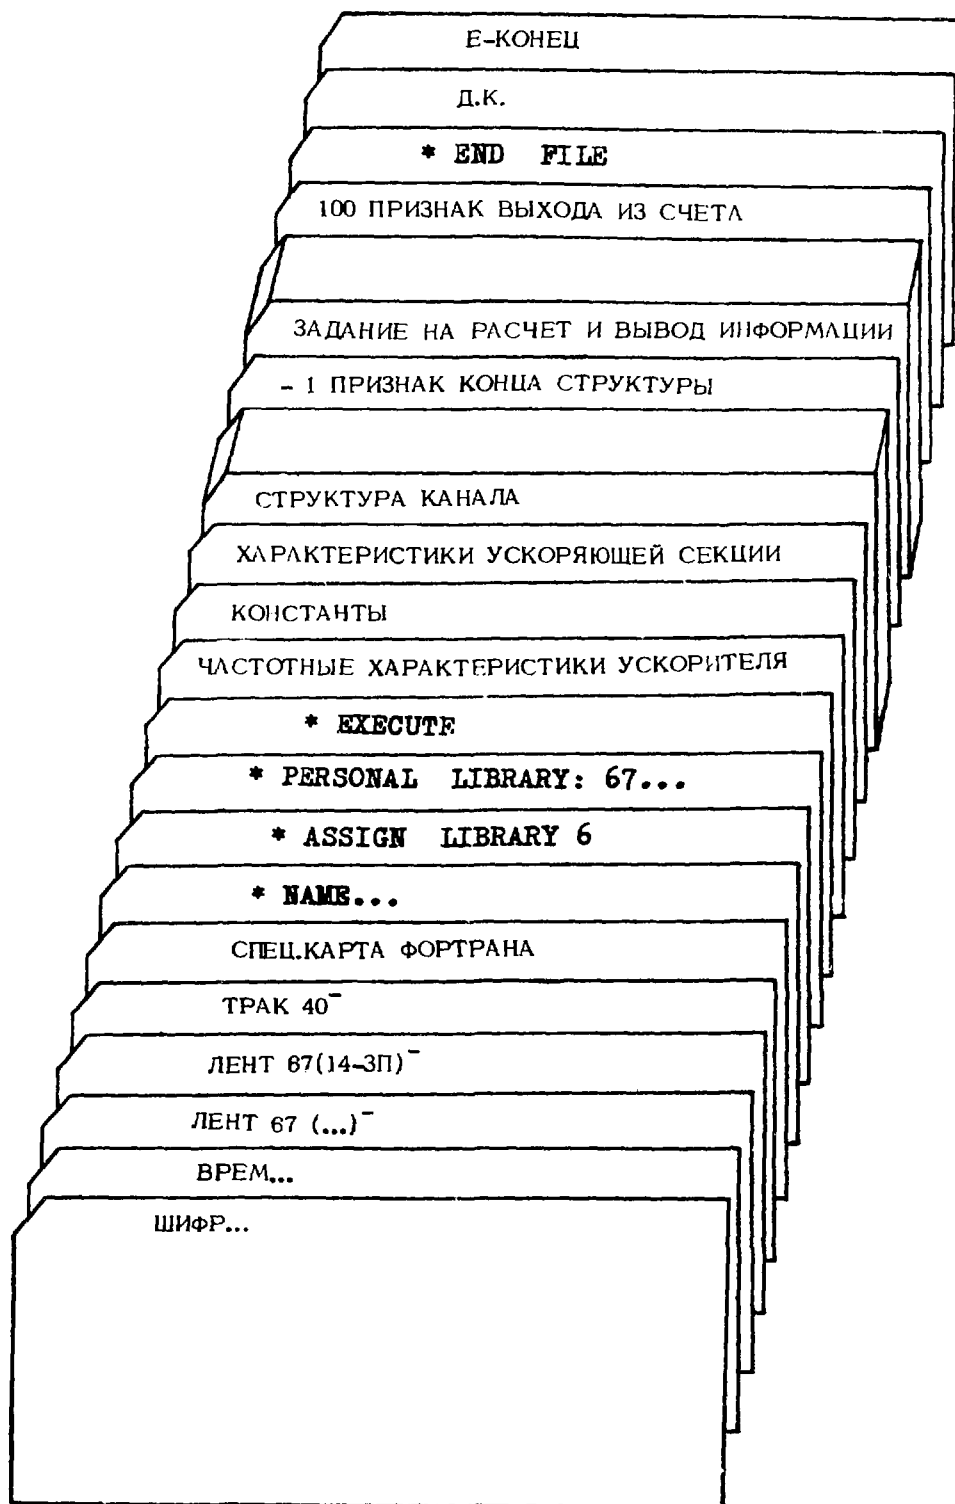 Е-КОНЕЦ
Д.К.
* END FILE
100 ПРИЗНАК ВЫХОДА ИЗ СЧЕТА
ЗАДАНИЕ НА РАСЧЕТ И ВЫВОД ИНФОРМАЦИИ
- 1 ПРИЗНАК КОНЦА СТРУКТУРЫ
СТРУКТУРА КАНАЛА
ХАРАКТЕРИСТИКИ УСКОРЯЮЩЕЙ СЕКЦИИ
КОНСТАНТЫ
ЧАСТОТНЫЕ ХАРАКТЕРИСТИКИ УСКОРИТЕЛЯ
* EXECUTE
* PERSONAL LIBRARY: 67...
* ASSIGN LIBRARY 6
* NAME...
СПЕЦ.КАРТА ФОРТРАНА
ТРАК 40⁻
ЛЕНТ 67(14-ЗП)⁻
ЛЕНТ 67 (...)⁻
ВРЕМ...
ШИФР...